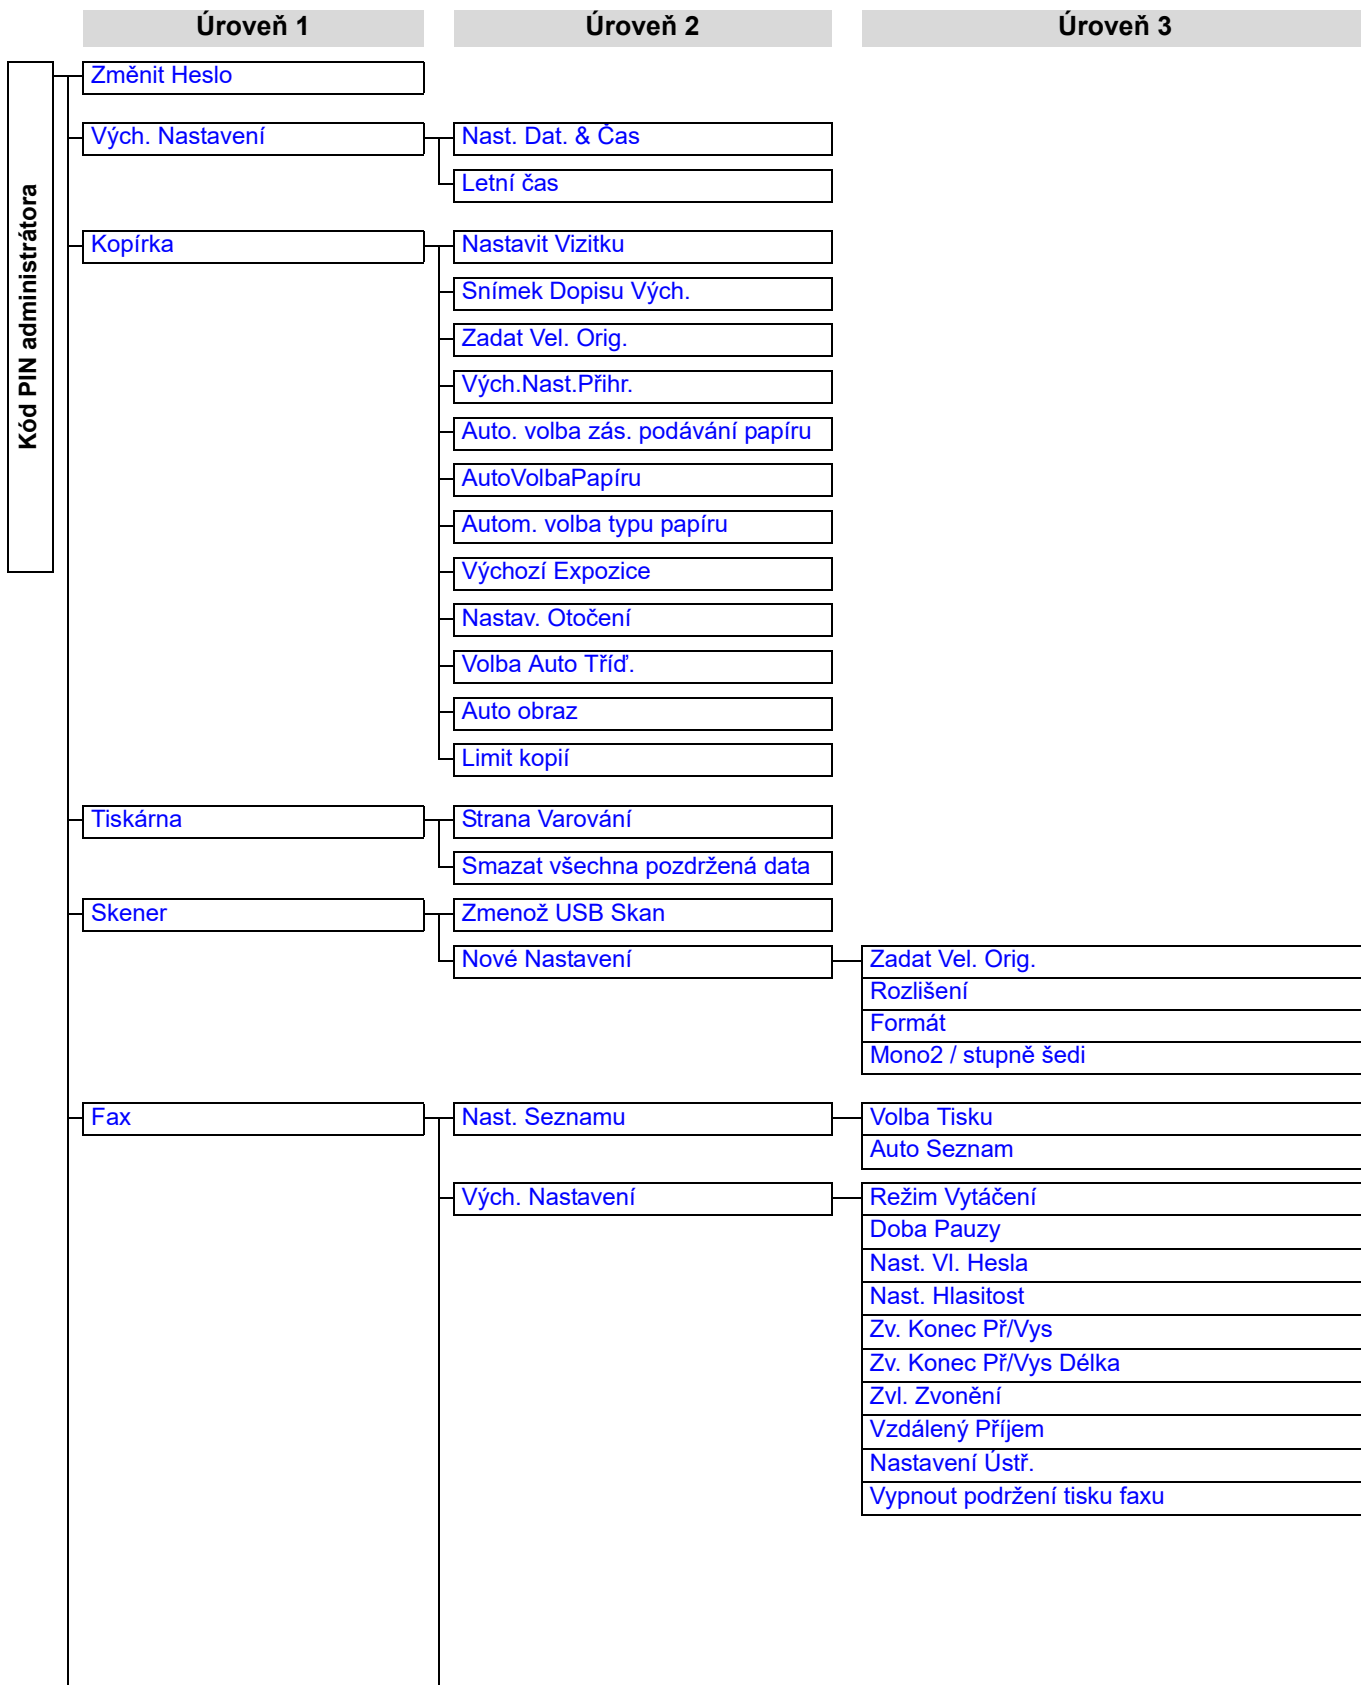 Úroveň 1
Úroveň 2
Úroveň 3
Kód PIN administrátora
Změnit Heslo
Vých. Nastavení
Nast. Dat. & Čas
Letní čas
Kopírka
Nastavit Vizitku
Snímek Dopisu Vých.
Zadat Vel. Orig.
Vých.Nast.Přihr.
Auto. volba zás. podávání papíru
AutoVolbaPapíru
Autom. volba typu papíru
Výchozí Expozice
Nastav. Otočení
Volba Auto Tříď.
Auto obraz
Limit kopií
Tiskárna
Strana Varování
Smazat všechna pozdržená data
Skener
Zmenož USB Skan
Nové Nastavení
Zadat Vel. Orig.
Rozlišení
Formát
Mono2 / stupně šedi
Fax
Nast. Seznamu
Volba Tisku
Auto Seznam
Vých. Nastavení
Režim Vytáčení
Doba Pauzy
Nast. Vl. Hesla
Nast. Hlasitost
Zv. Konec Př/Vys
Zv. Konec Př/Vys Délka
Zvl. Zvonění
Vzdálený Příjem
Nastavení Ústř.
Vypnout podržení tisku faxu